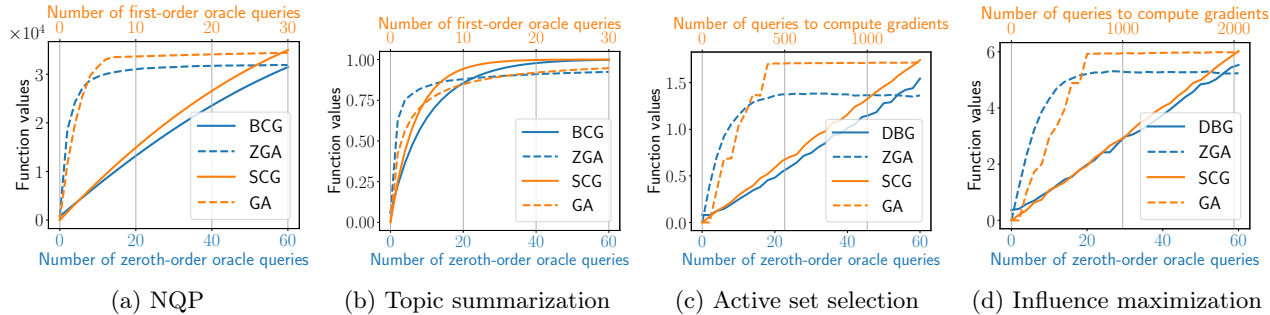 Number of first-order oracle queries
0 10 20 30
×10⁴
3
2
1
0
Function values
BCG
ZGA
SCG
GA
0 20 40 60
Number of zeroth-order oracle queries
(a) NQP
Number of first-order oracle queries
0 10 20 30
1.00
0.75
0.50
0.25
0.00
Function values
BCG
ZGA
SCG
GA
0 20 40 60
Number of zeroth-order oracle queries
(b) Topic summarization
Number of queries to compute gradients
0 500 1000
1.5
1.0
0.5
0.0
Function values
DBG
ZGA
SCG
GA
0 20 40 60
Number of zeroth-order oracle queries
(c) Active set selection
Number of queries to compute gradients
0 1000 2000
6
4
2
0
Function values
DBG
ZGA
SCG
GA
0 20 40 60
Number of zeroth-order oracle queries
(d) Influence maximization